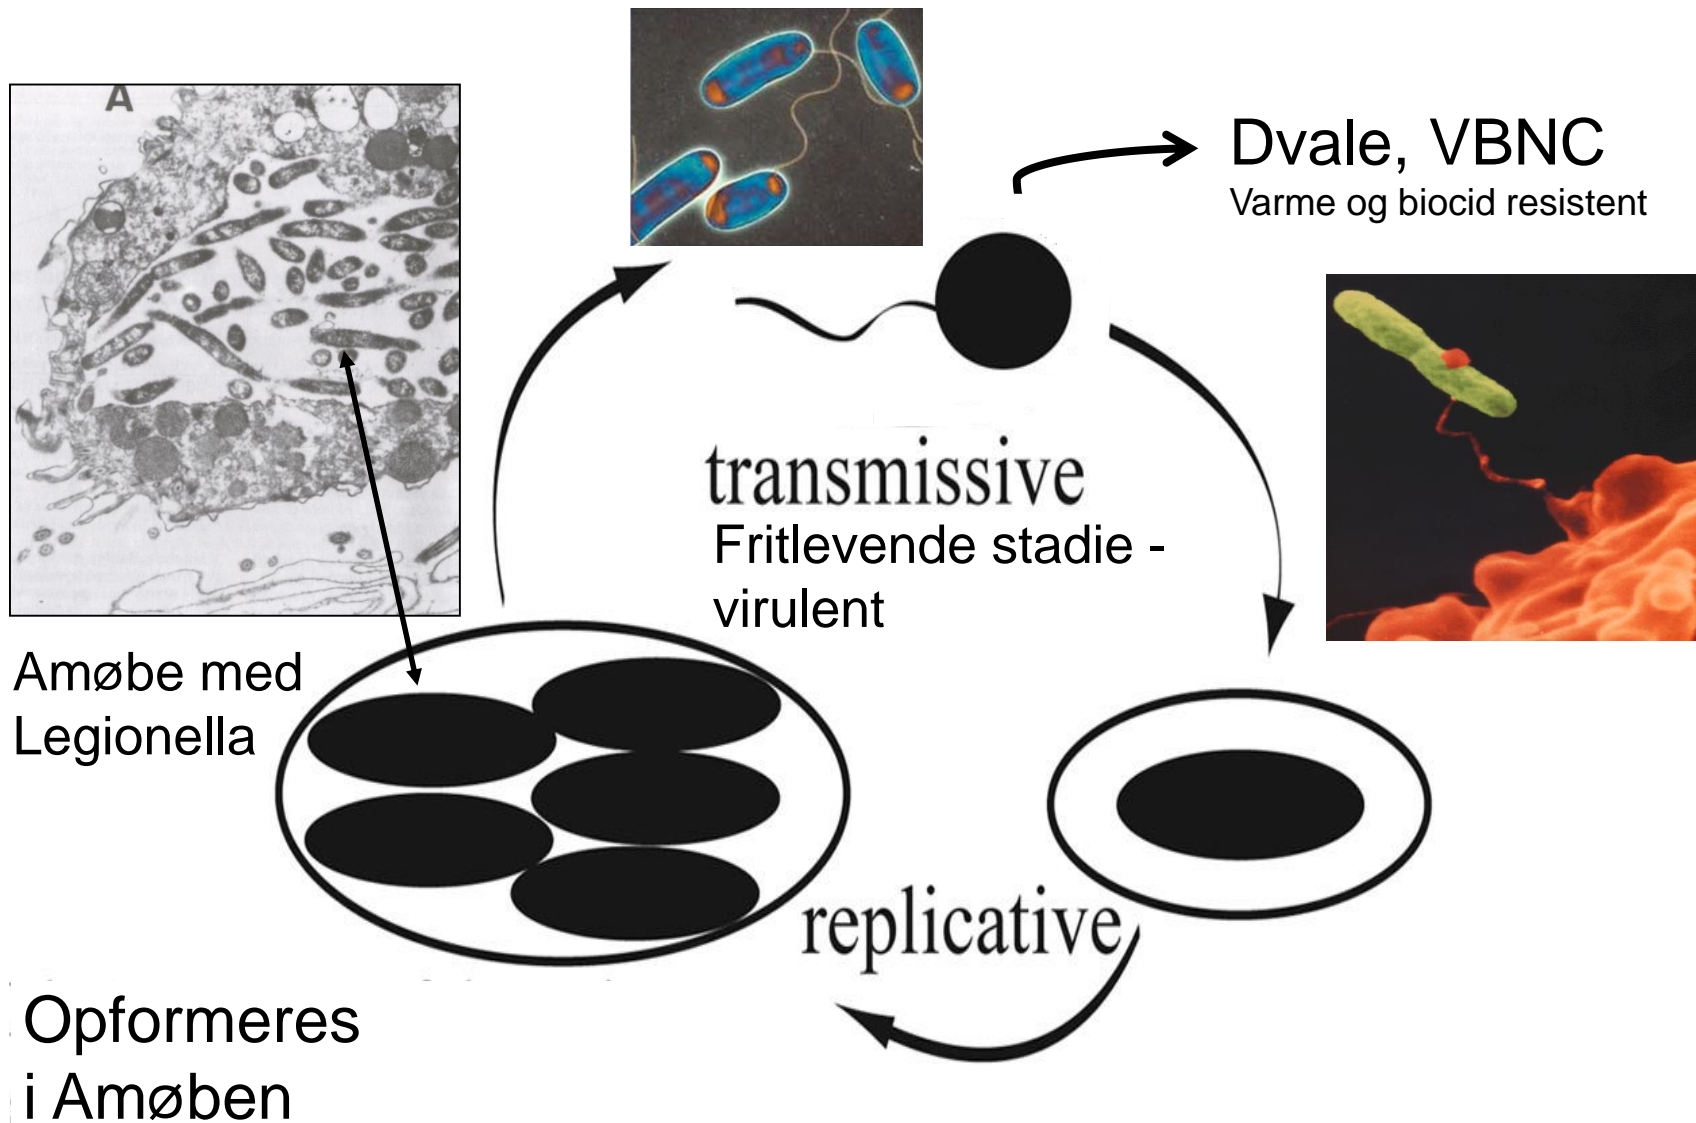 A
Dvale, VBNC
Varme og biocid resistent
transmissive
Fritlevende stadie -
virulent
Amøbe med
Legionella
replicative
Opformeres
i Amøben